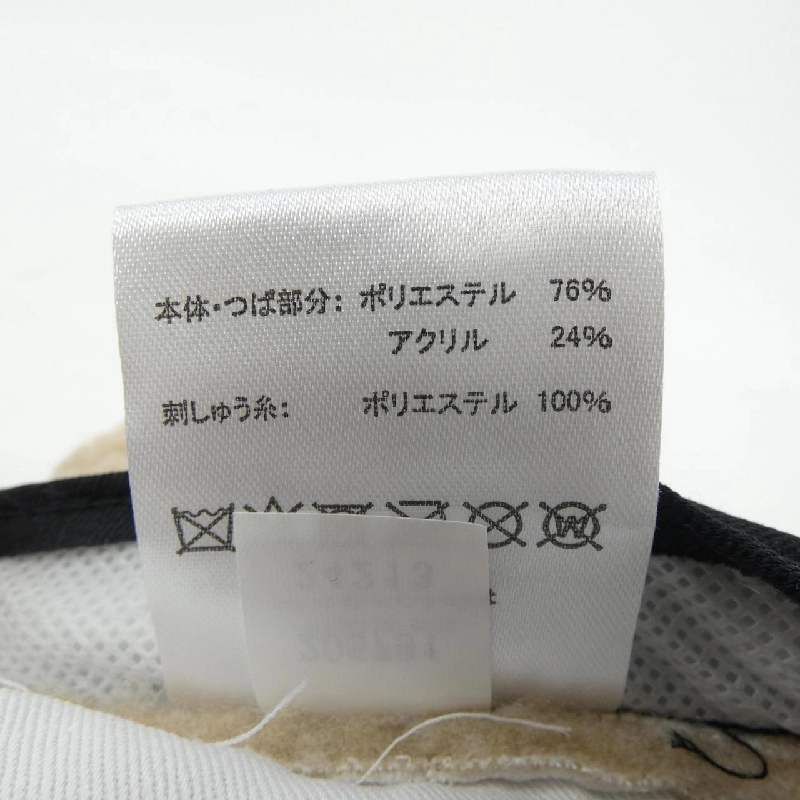 本体・つば部分: ポリエステル 76%
アクリル 24%
刺しゅう糸: ポリエステル 100%
W